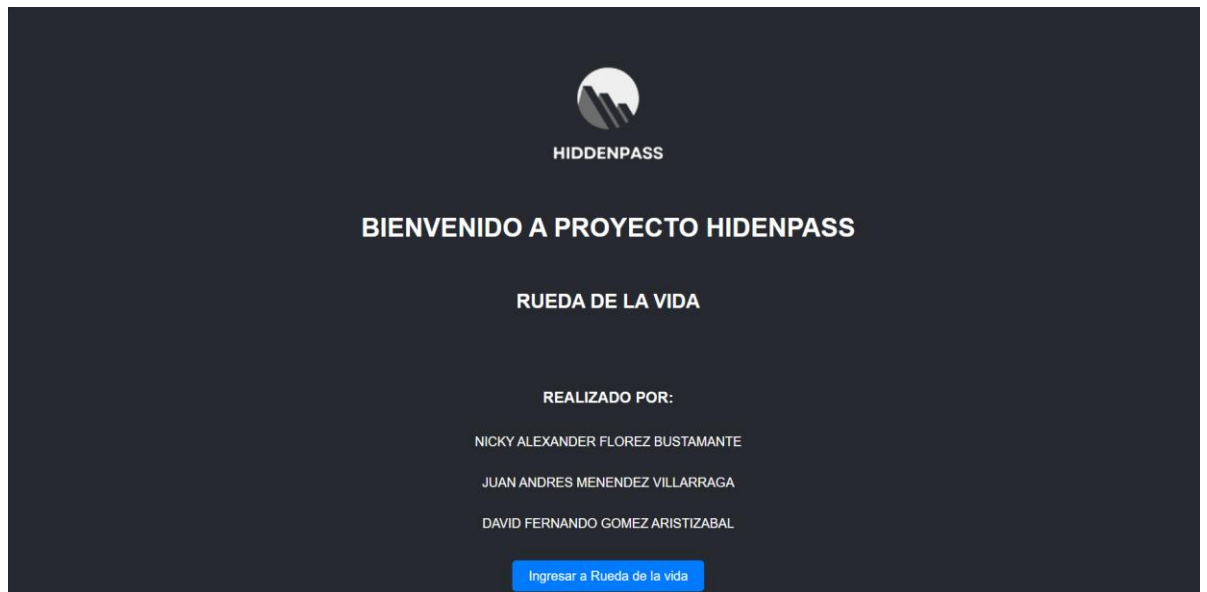 HIDDENPASS
BIENVENIDO A PROYECTO HIDENPASS
RUEDA DE LA VIDA
REALIZADO POR:
NICKY ALEXANDER FLOREZ BUSTAMANTE
JUAN ANDRES MENENDEZ VILLARRAGA
DAVID FERNANDO GOMEZ ARISTIZABAL
Ingresar a Rueda de la vida